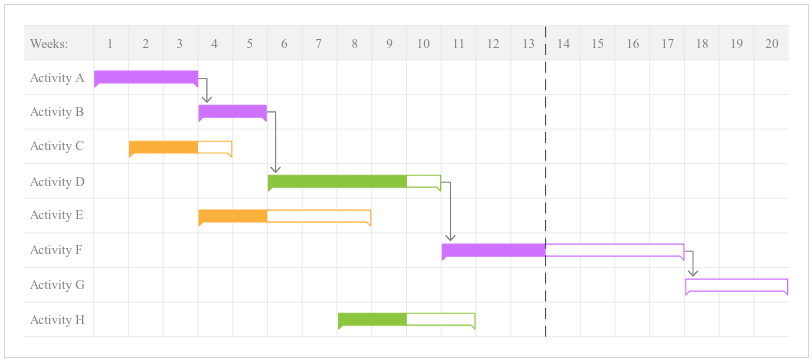 Weeks: 1 2 3 4 5 6 7 8 9 10 11 12 13 14 15 16 17 18 19 20
Activity A
Activity B
Activity C
Activity D
Activity E
Activity F
Activity G
Activity H